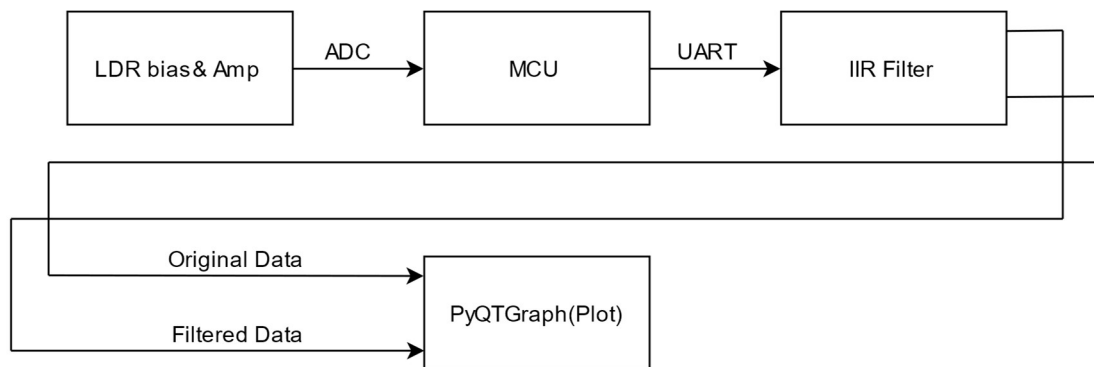 LDR bias& Amp
ADC
MCU
UART
IIR Filter
Original Data
PyQTGraph(Plot)
Filtered Data